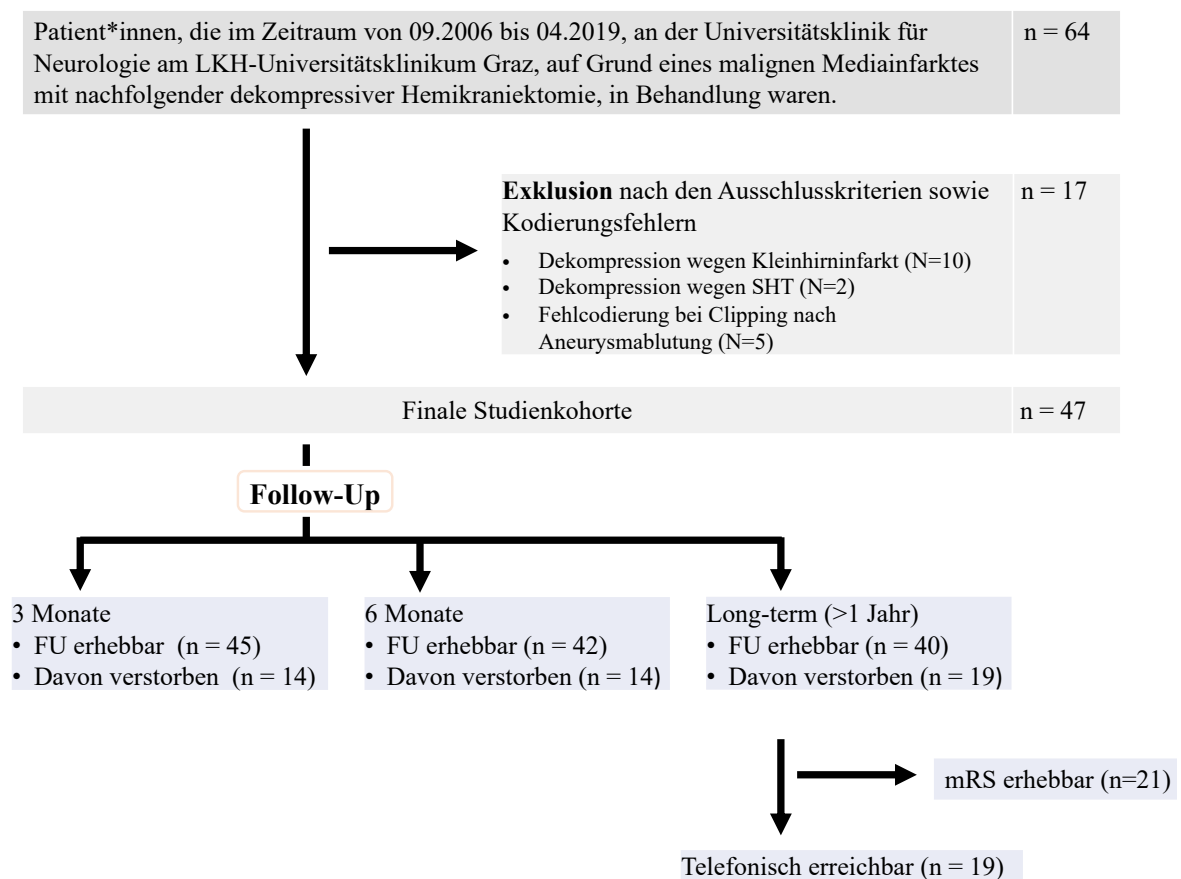 Patient*innen, die im Zeitraum von 09.2006 bis 04.2019, an der Universitätsklinik für
Neurologie am LKH-Universitätsklinikum Graz, auf Grund eines malignen Mediainfarktes
mit nachfolgender dekompressiver Hemikraniektomie, in Behandlung waren.
n = 64
Exklusion nach den Ausschlusskriterien sowie
Kodierungsfehlern
• Dekompression wegen Kleinhirninfarkt (N=10)
• Dekompression wegen SHT (N=2)
• Fehlcodierung bei Clipping nach
Aneurysmablutung (N=5)
n = 17
Finale Studienkohorte
n = 47
Follow-Up
3 Monate
• FU erhebbar (n = 45)
• Davon verstorben (n = 14)
6 Monate
• FU erhebbar (n = 42)
• Davon verstorben (n = 14)
Long-term (>1 Jahr)
• FU erhebbar (n = 40)
• Davon verstorben (n = 19)
mRS erhebbar (n=21)
Telefonisch erreichbar (n = 19)